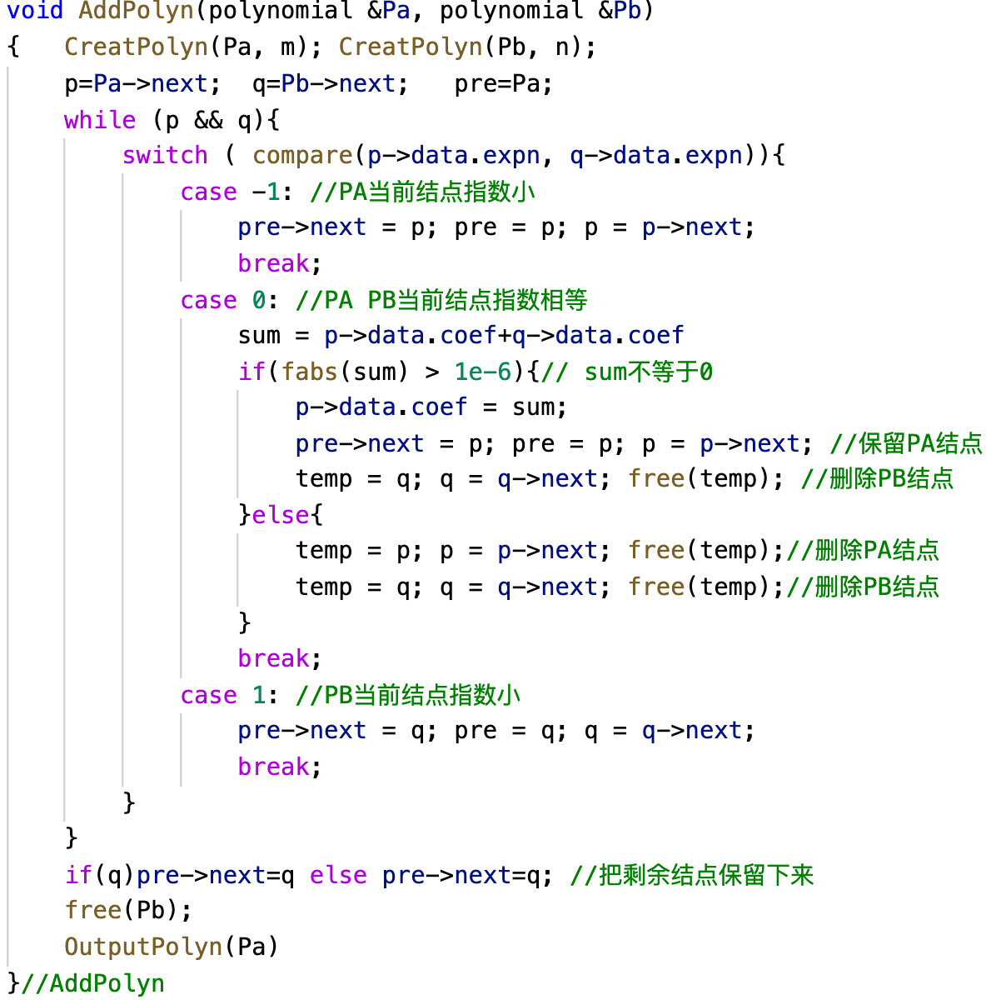 void AddPolyn(polynomial &Pa, polynomial &Pb)
{   CreatPolyn(Pa, m); CreatPolyn(Pb, n);
    p=Pa->next;  q=Pb->next;   pre=Pa;
    while (p && q){
        switch ( compare(p->data.expn, q->data.expn)){
            case -1: //PA当前结点指数小
                pre->next = p; pre = p; p = p->next;
                break;
            case 0: //PA PB当前结点指数相等
                sum = p->data.coef+q->data.coef
                if(fabs(sum) > 1e-6){// sum不等于0
                    p->data.coef = sum;
                    pre->next = p; pre = p; p = p->next; //保留PA结点
                    temp = q; q = q->next; free(temp); //删除PB结点
                }else{
                    temp = p; p = p->next; free(temp);//删除PA结点
                    temp = q; q = q->next; free(temp);//删除PB结点
                }
                break;
            case 1: //PB当前结点指数小
                pre->next = q; pre = q; q = q->next;
                break;
        }
    }
    if(q)pre->next=q else pre->next=q; //把剩余结点保留下来
    free(Pb);
    OutputPolyn(Pa)
}//AddPolyn